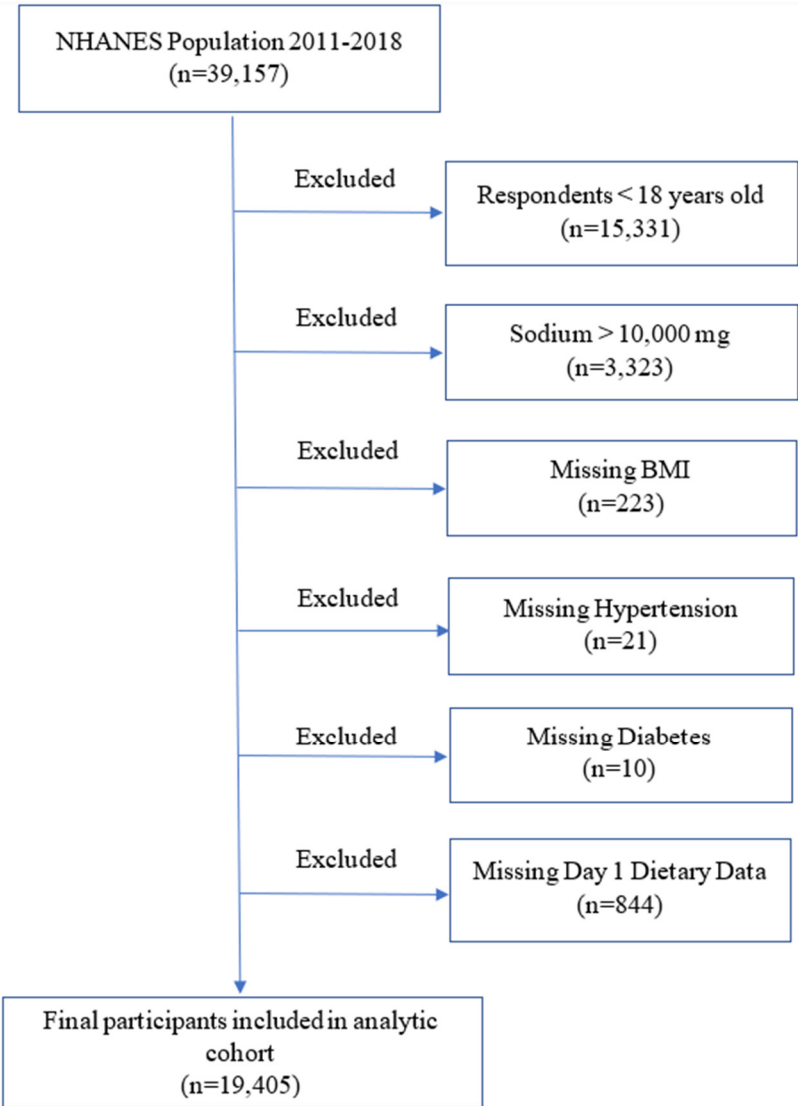 NHANES Population 2011-2018
(n=39,157)
Excluded
Respondents < 18 years old
(n=15,331)
Excluded
Sodium > 10,000 mg
(n=3,323)
Excluded
Missing BMI
(n=223)
Excluded
Missing Hypertension
(n=21)
Excluded
Missing Diabetes
(n=10)
Excluded
Missing Day 1 Dietary Data
(n=844)
Final participants included in analytic
cohort
(n=19,405)